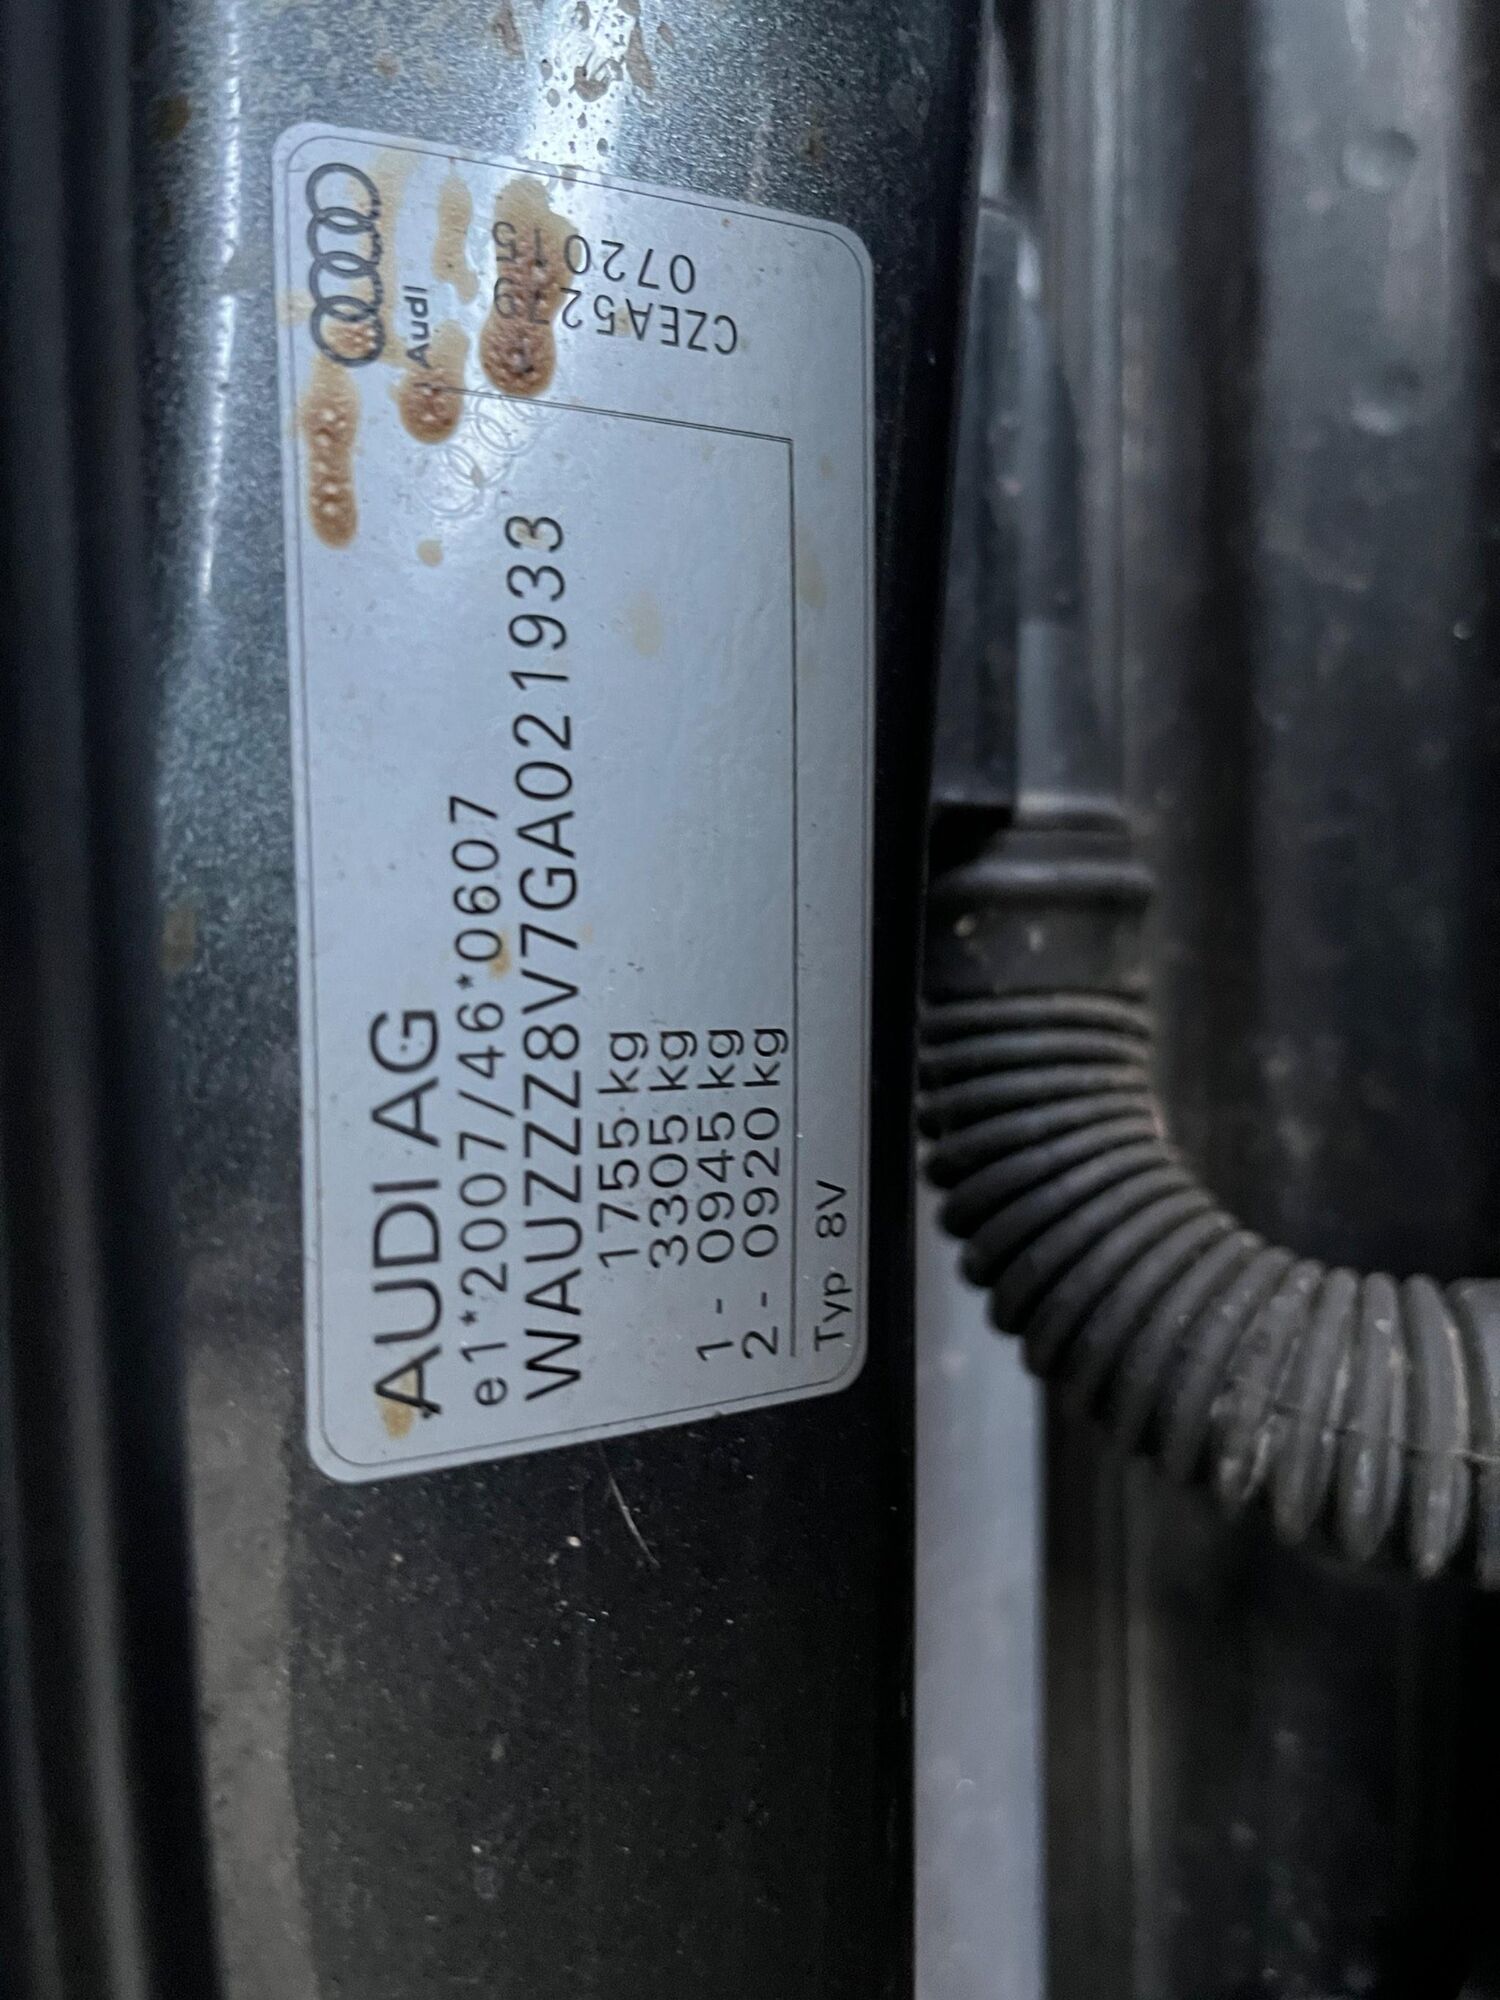 AUDI AG
e1*2007/46*0607
WAUZZZ8V7GA021933
1755 kg
3305 kg
1- 0945 kg
2- 0920 kg
Typ 8V
Audi
CZEA52
072015